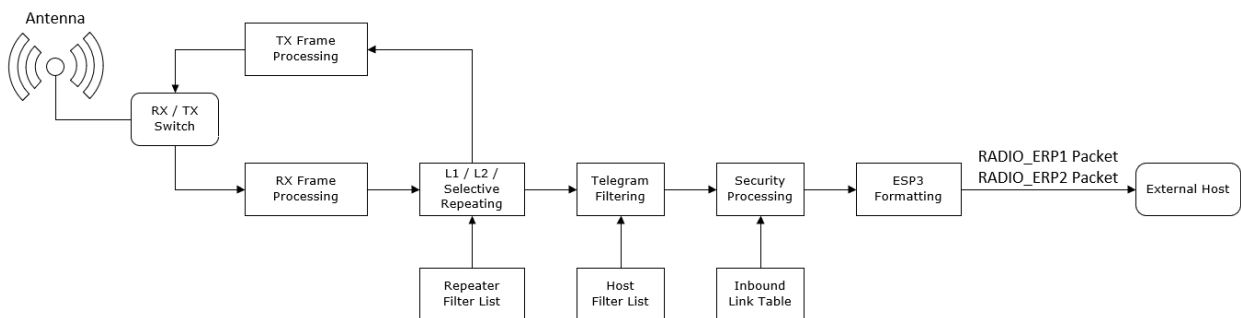 Antenna
TX Frame
Processing
RX / TX
Switch
RX Frame
Processing
L1 / L2 /
Selective
Repeating
Telegram
Filtering
Security
Processing
ESP3
Formatting
RADIO_ERP1 Packet
RADIO_ERP2 Packet
External Host
Repeater
Filter List
Host
Filter List
Inbound
Link Table